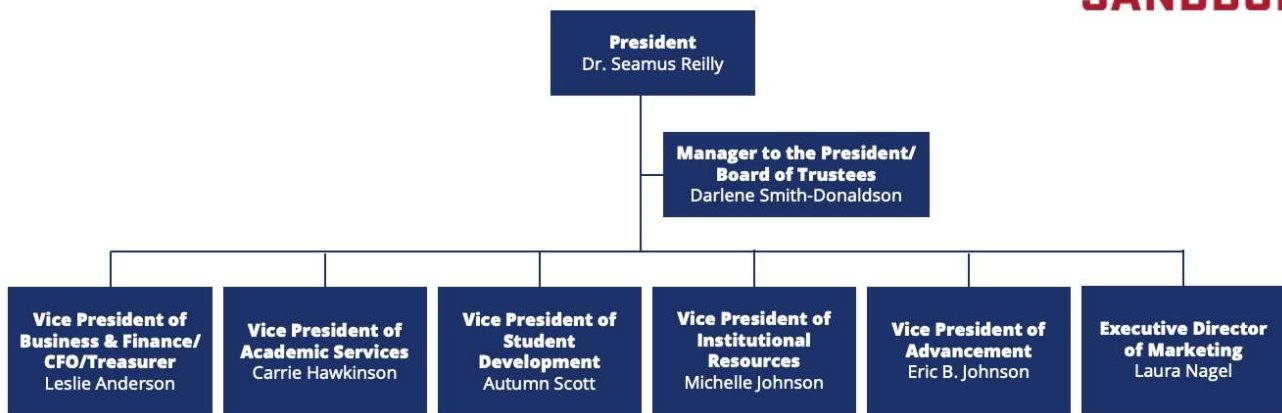 President
Dr. Seamus Reilly
Manager to the President/
Board of Trustees
Darlene Smith-Donaldson
Vice President of
Business & Finance/
CFO/Treasurer
Leslie Anderson
Vice President of
Academic Services
Carrie Hawkinson
Vice President of
Student
Development
Autumn Scott
Vice President of
Institutional
Resources
Michelle Johnson
Vice President of
Advancement
Eric B. Johnson
Executive Director
of Marketing
Laura Nagel